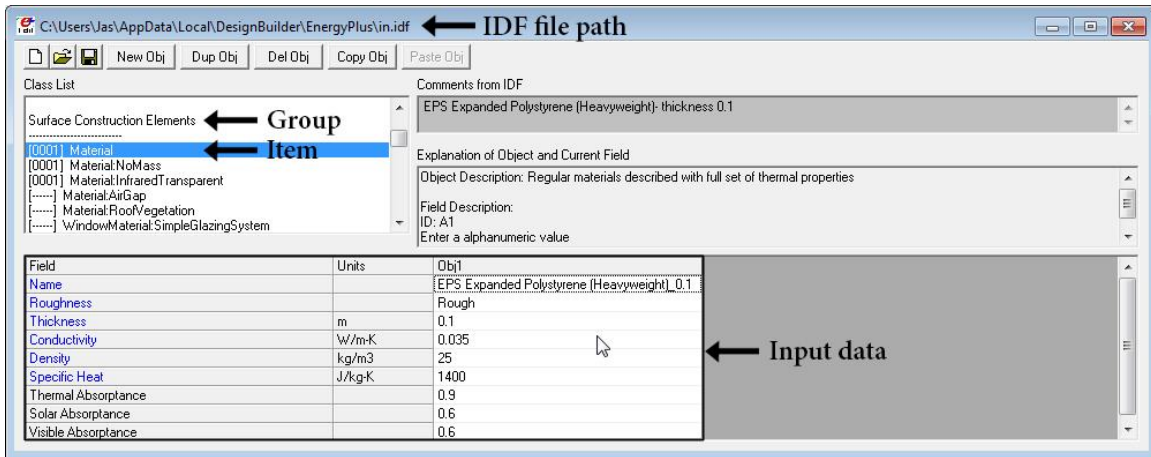 C:\Users\Jas\AppData\Local\DesignBuilder\EnergyPlus\in.idf IDF file path
New Obj Dup Obj Del Obj Copy Obj Paste Obj
Class List
Surface Construction Elements Group
----------------------------
[0001] Material Item
[0001] Material:NoMass
[0001] Material:InfraredTransparent
[------] Material:AirGap
[------] Material:RoofVegetation
[------] WindowMaterial:SimpleGlazingSystem
Comments from IDF
EPS Expanded Polystyrene (Heavyweight)- thickness 0.1
Explanation of Object and Current Field
Object Description: Regular materials described with full set of thermal properties
Field Description:
ID: A1
Enter a alphanumeric value
Field Units Obj1
Name EPS Expanded Polystyrene (Heavyweight)_0.1
Roughness Rough
Thickness m 0.1
Conductivity W/m-K 0.035
Density kg/m3 25
Specific Heat J/kg-K 1400
Thermal Absorptance 0.9
Solar Absorptance 0.6
Visible Absorptance 0.6
Input data